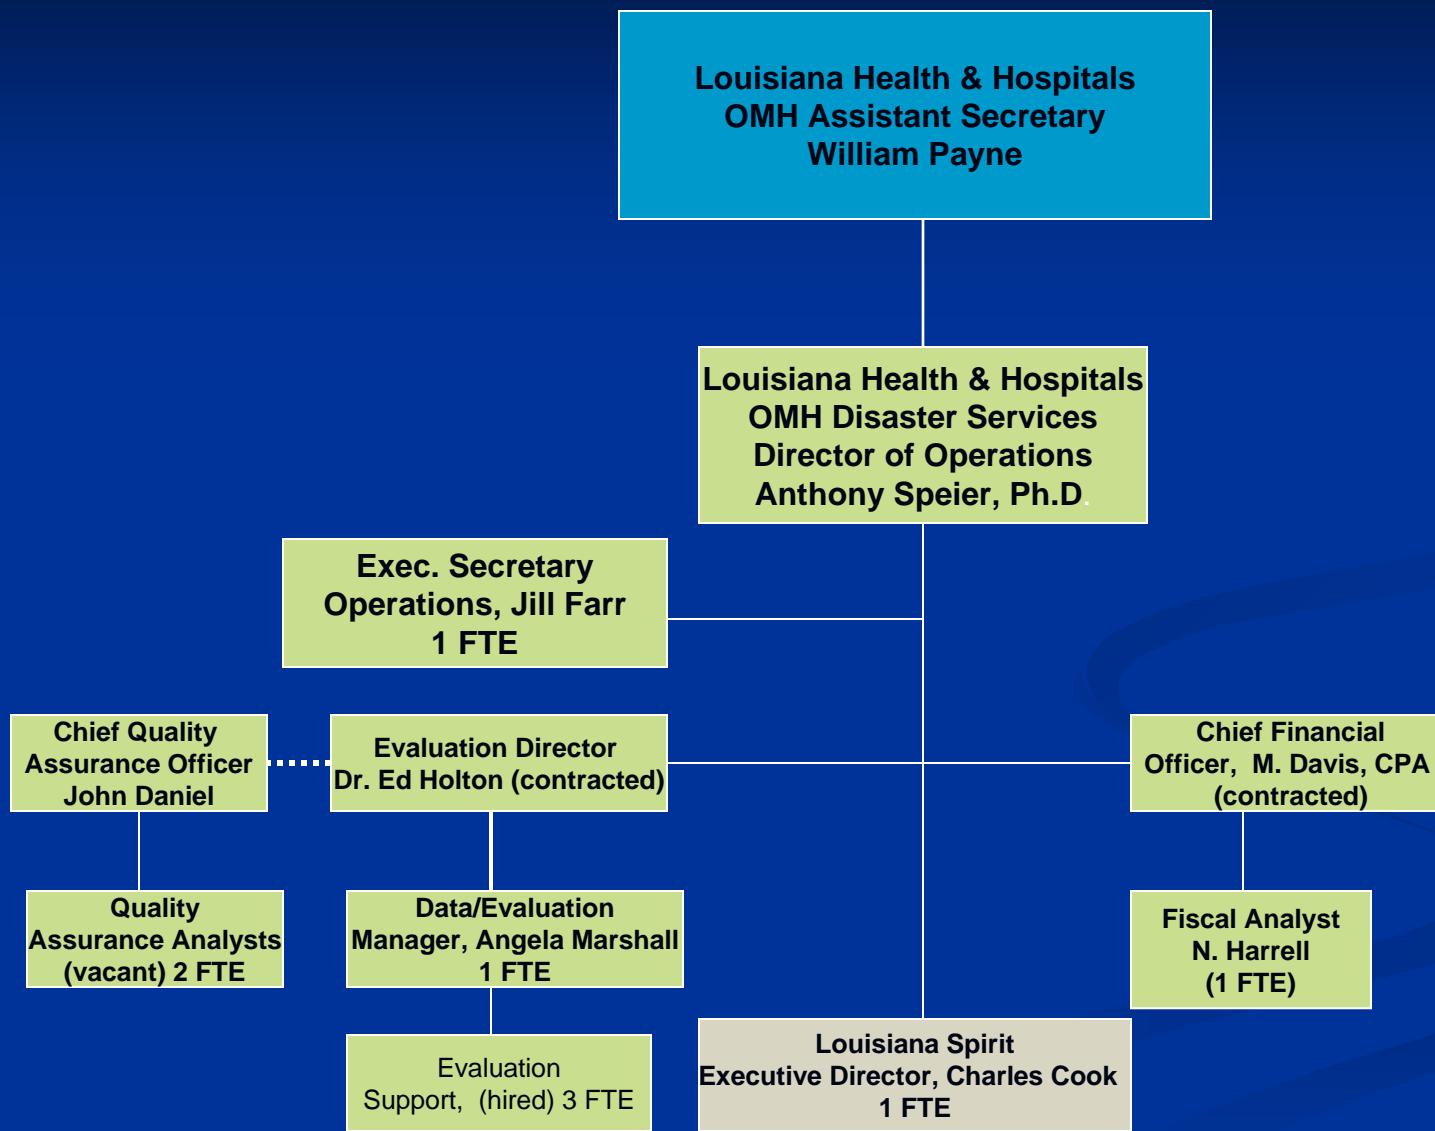 Louisiana Health & Hospitals
OMH Assistant Secretary
William Payne
Louisiana Health & Hospitals
OMH Disaster Services
Director of Operations
Anthony Speier, Ph.D.
Exec. Secretary
Operations, Jill Farr
1 FTE
Chief Quality
Assurance Officer
John Daniel
Evaluation Director
Dr. Ed Holton (contracted)
Chief Financial
Officer, M. Davis, CPA
(contracted)
Quality
Assurance Analysts
(vacant) 2 FTE
Data/Evaluation
Manager, Angela Marshall
1 FTE
Fiscal Analyst
N. Harrell
(1 FTE)
Evaluation
Support, (hired) 3 FTE
Louisiana Spirit
Executive Director, Charles Cook
1 FTE